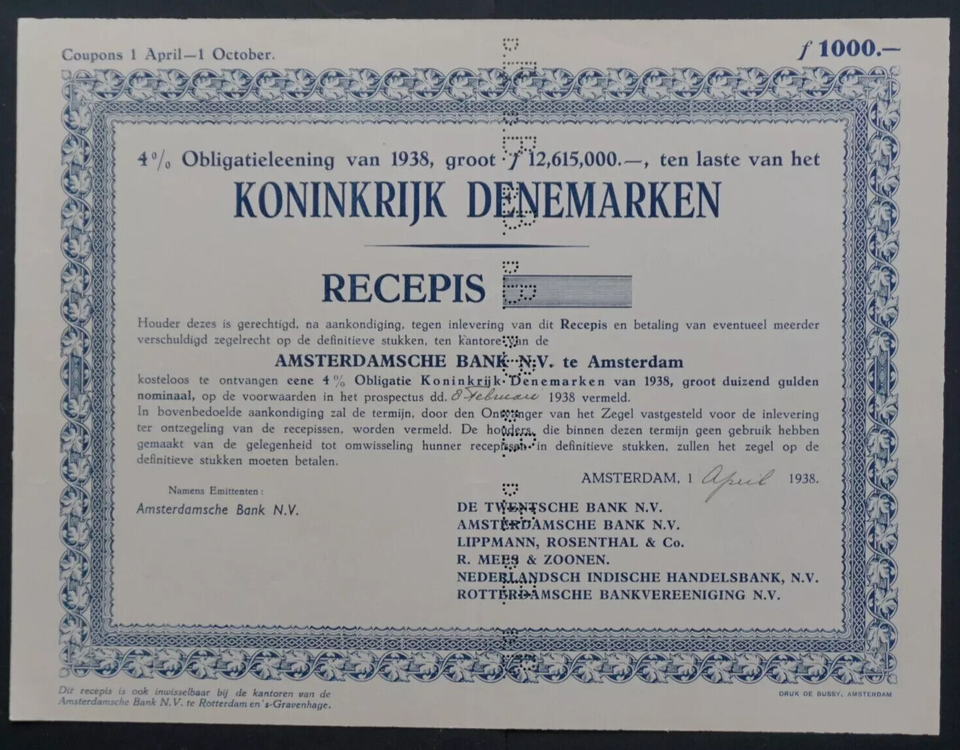 Coupons 1 April—1 October.
f 1000.—
4% Obligatieleening van 1938, groot f 12,615,000.—, ten laste van het
KONINKRIJK DENEMARKEN
RECEPIS
Houder dezes is gerechtigd, na aankondiging, tegen inlevering van dit Recepis en betaling van eventueel meerder
verschuldigd zegelrecht op de definitieve stukken, ten kantore van de
AMSTERDAMSCHE BANK N.V. te Amsterdam
kosteloos te ontvangen eene 4% Obligatie Koninkrijk Denemarken van 1938, groot duizend gulden
nominaal, op de voorwaarden in het prospectus dd. 8 Februari 1938 vermeld.
In bovenbedoelde aankondiging zal de termijn, door den Ontvanger van het Zegel vastgesteld voor de inlevering
ter ontzegeling van de recepissen, worden vermeld. De houders, die binnen dezen termijn geen gebruik hebben
gemaakt van de gelegenheid tot omwisseling hunner recepissen in definitieve stukken, zullen het zegel op de
definitieve stukken moeten betalen.
AMSTERDAM, 1 April 1938.
Namens Emittenten:
Amsterdamsche Bank N.V.
DE TWENTSCHE BANK N.V.
AMSTERDAMSCHE BANK N.V.
LIPPMANN, ROSENTHAL & Co.
R. MEES & ZOONEN.
NEDERLANDSCH INDISCHE HANDELSBANK, N.V.
ROTTERDAMSCHE BANKVEREENIGING N.V.
Dit recepis is ook inwisselbaar bij de kantoren van de
Amsterdamsche Bank N.V. te Rotterdam en 's-Gravenhage.
DRUK DE BUSSY, AMSTERDAM